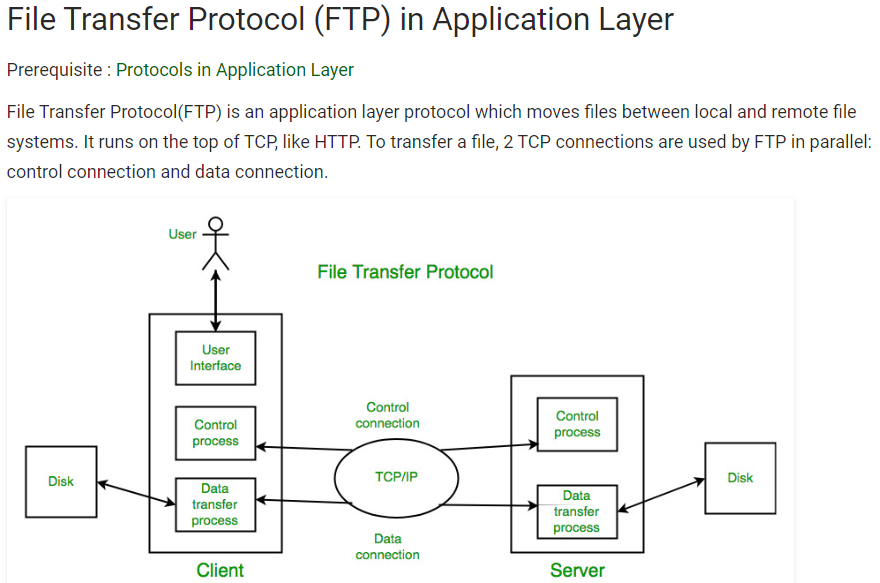 File Transfer Protocol (FTP) in Application Layer
Prerequisite : Protocols in Application Layer
File Transfer Protocol(FTP) is an application layer protocol which moves files between local and remote file
systems. It runs on the top of TCP, like HTTP. To transfer a file, 2 TCP connections are used by FTP in parallel:
control connection and data connection.
User
File Transfer Protocol
User
Interface
Control
process
Data
transfer
process
Disk
Client
Control
connection
TCP/IP
Data
connection
Control
process
Data
transfer
process
Disk
Server